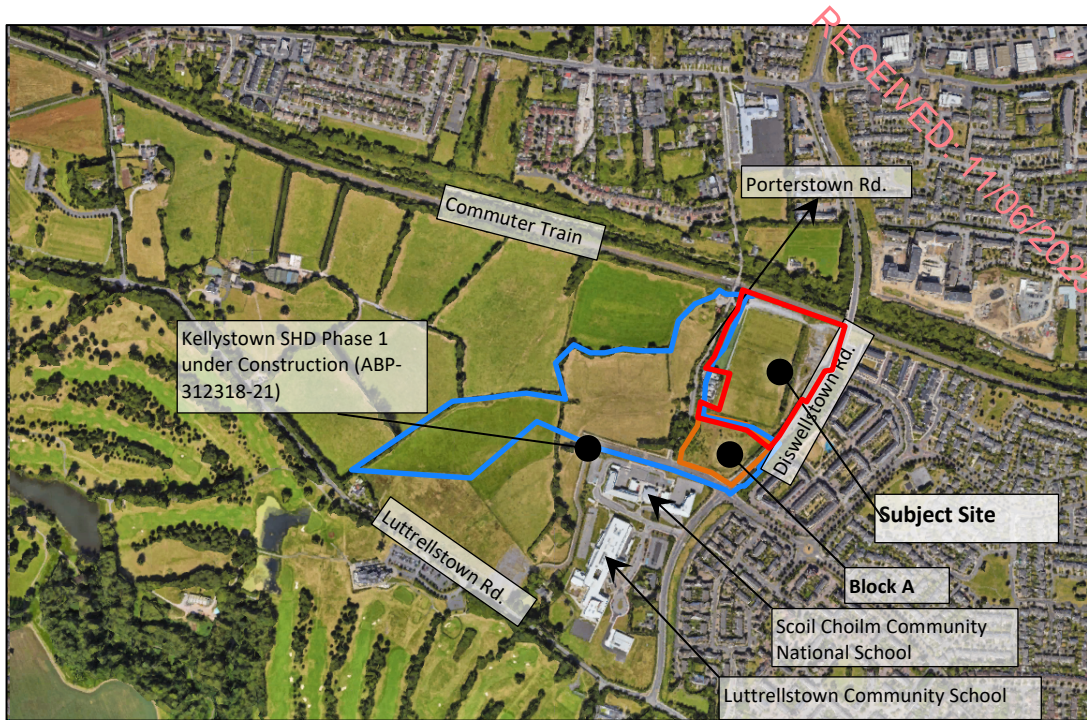 RECEIVED: 11/06/202
Porterstown Rd.
Commuter Train
Kellystown SHD Phase 1
under Construction (ABP-
312318-21)
Diswellstown Rd.
Luttrellstown Rd.
Subject Site
Block A
Scoil Choilm Community
National School
Luttrellstown Community School